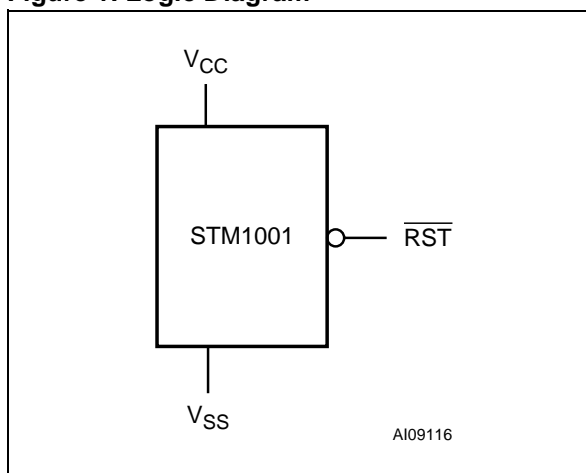 Figure 1. Logic Diagram
VCC
STM1001
RST
VSS
AI09116